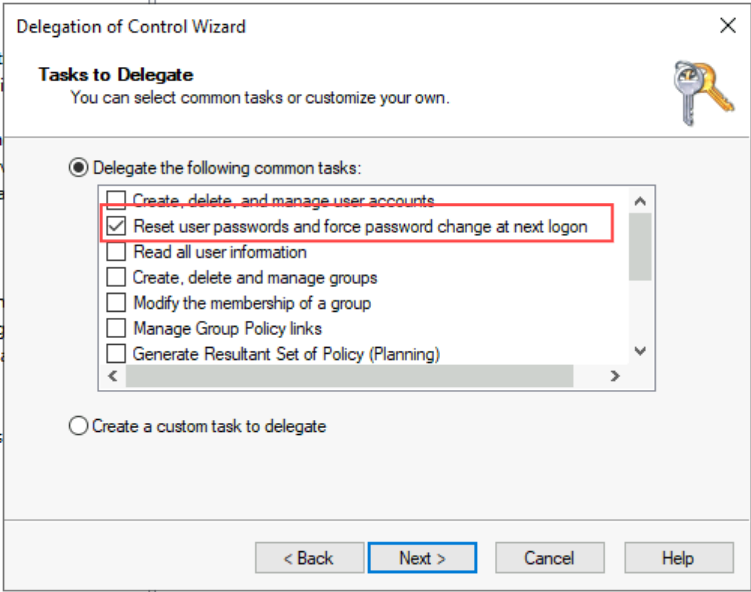 Delegation of Control Wizard
Tasks to Delegate
You can select common tasks or customize your own.
Delegate the following common tasks:
Create, delete, and manage user accounts
Reset user passwords and force password change at next logon
Read all user information
Create, delete and manage groups
Modify the membership of a group
Manage Group Policy links
Generate Resultant Set of Policy (Planning)
Create a custom task to delegate
< Back
Next >
Cancel
Help